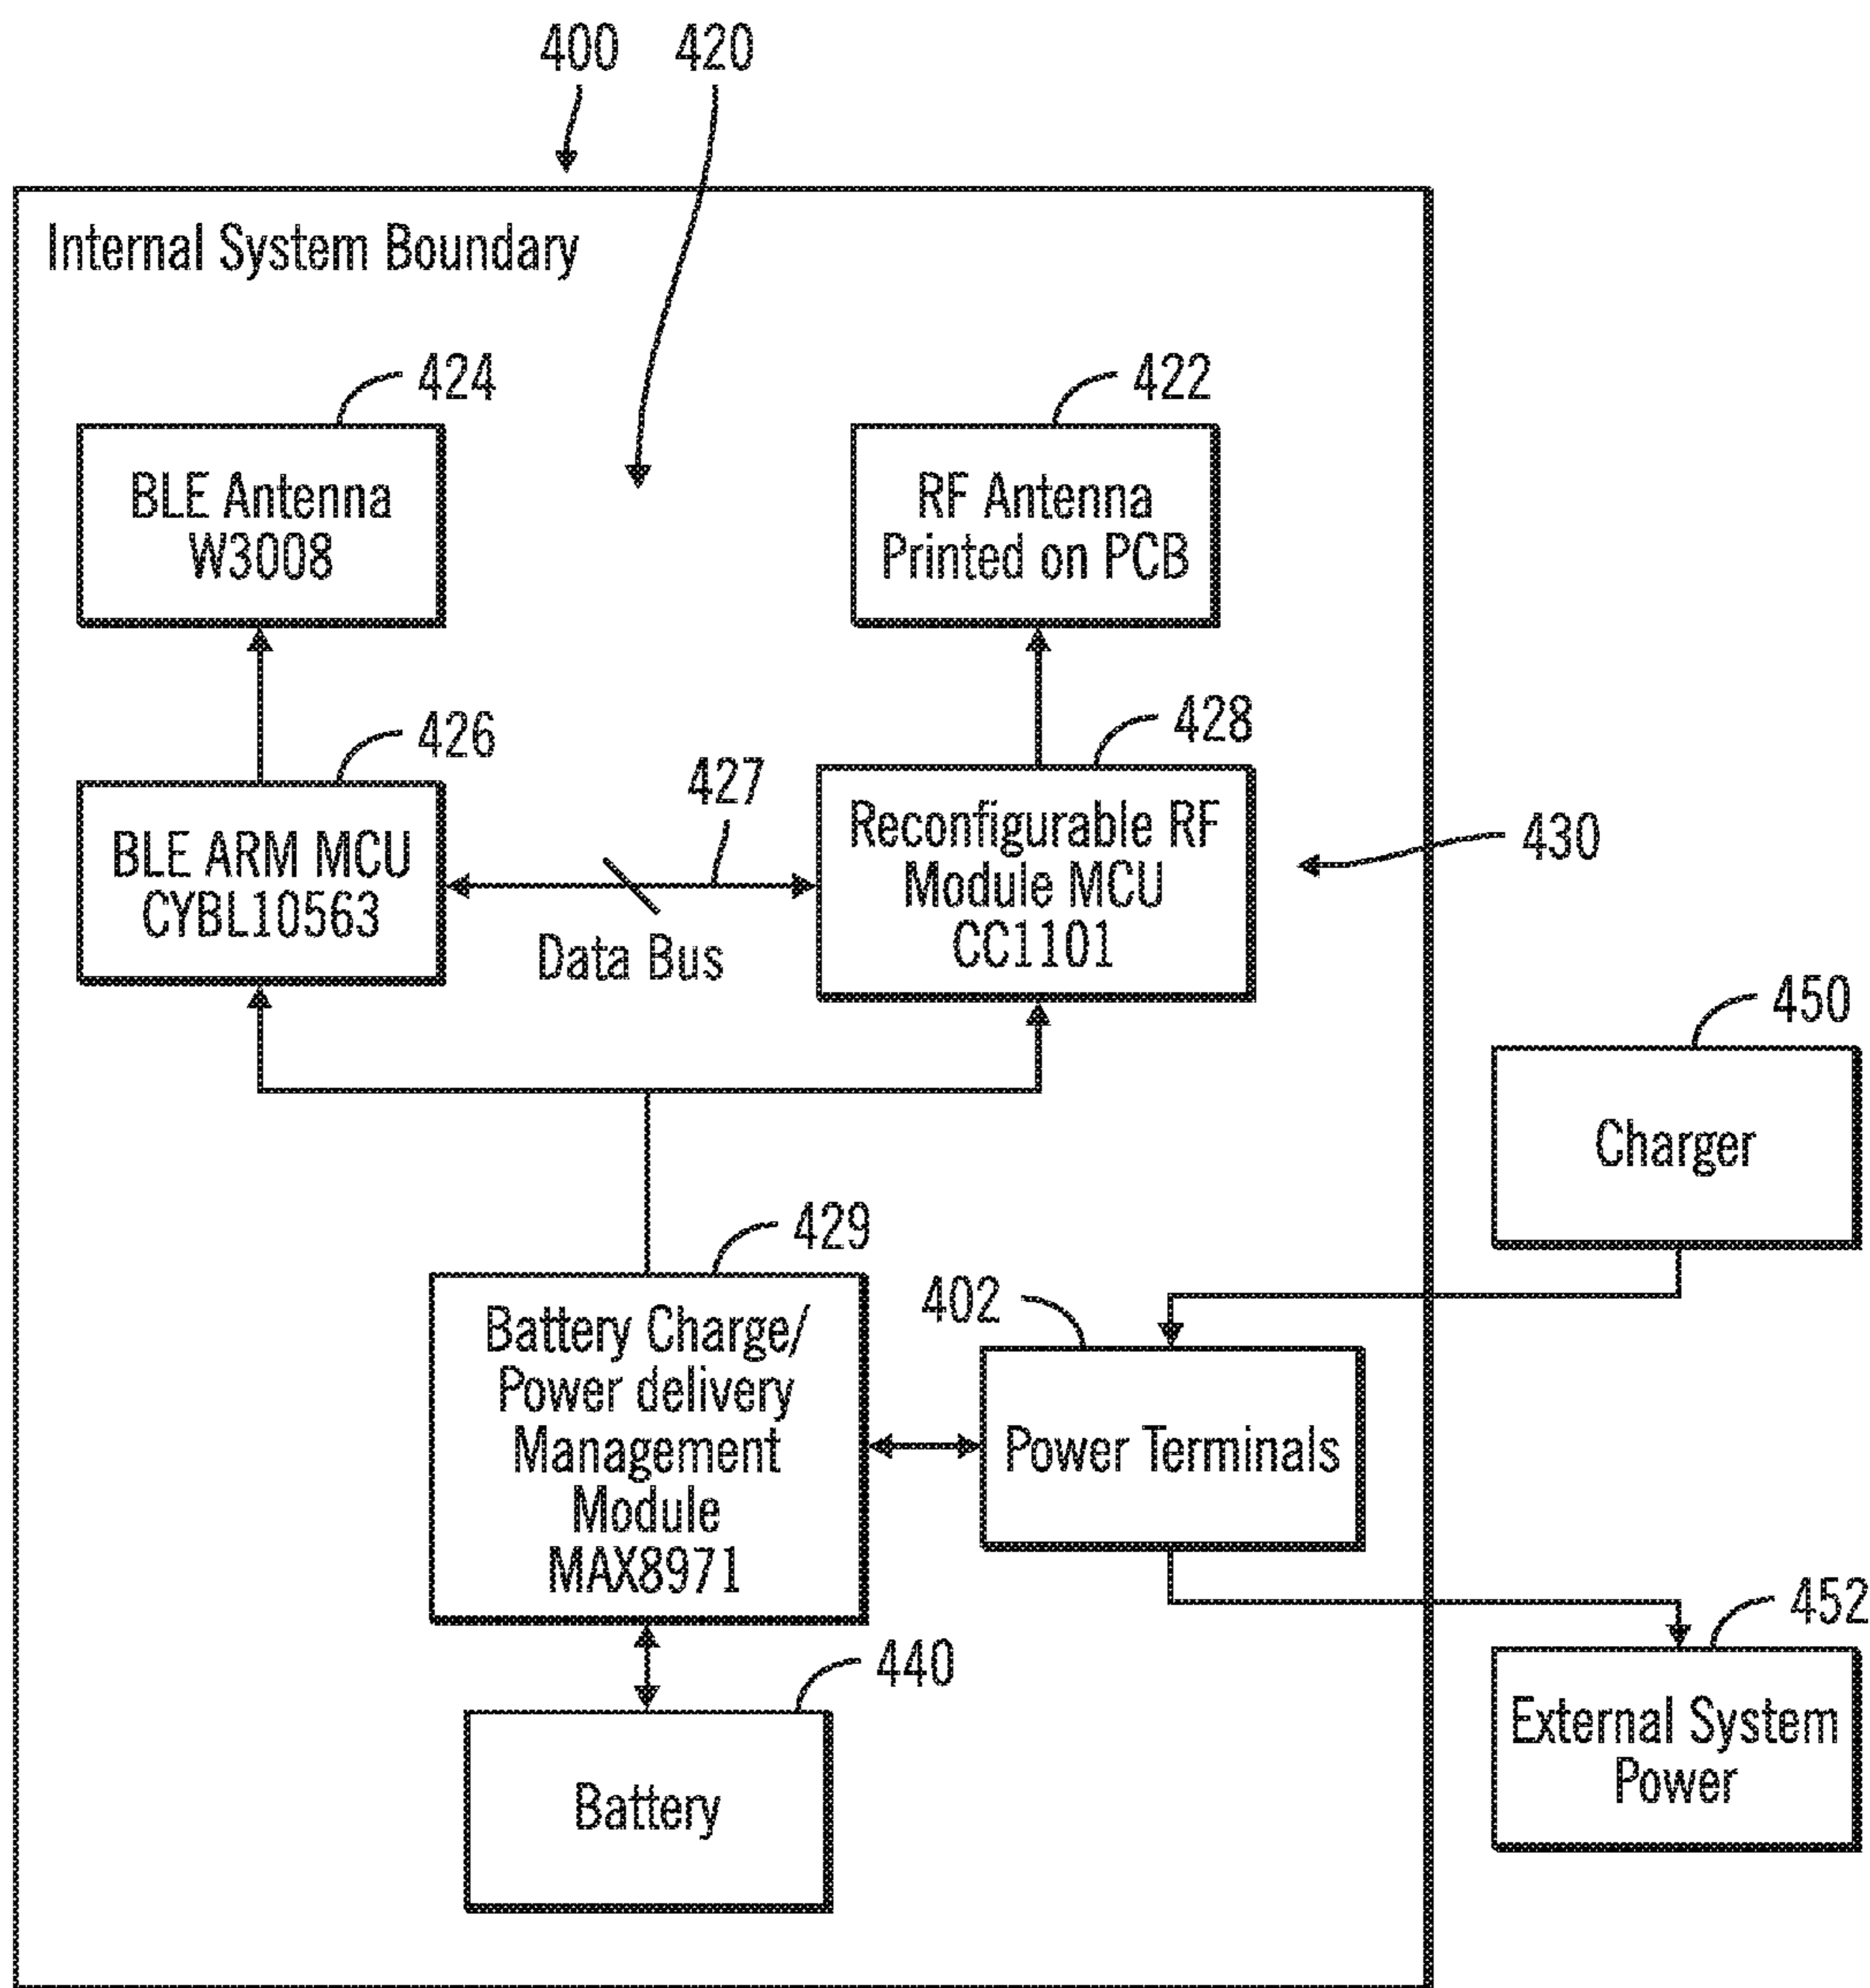 400
420
Internal System Boundary
424
422
BLE Antenna
W3008
RF Antenna
Printed on PCB
426
427
428
BLE ARM MCU
CYBL10563
Data Bus
Reconfigurable RF
Module MCU
CC1101
430
450
Charger
429
402
Battery Charge/
Power delivery
Management
Module
MAX8971
Power Terminals
452
440
External System
Power
Battery